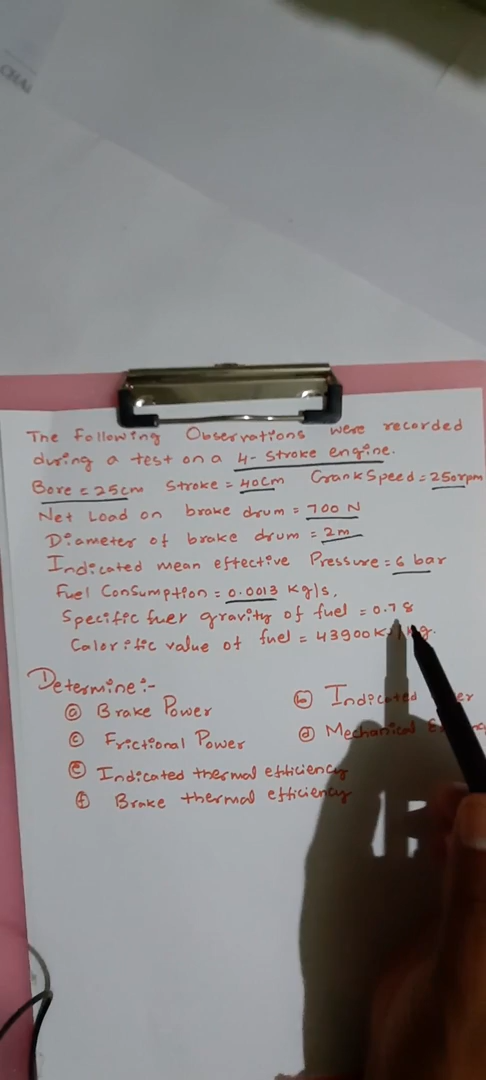 CHAI
The Following Observations were recorded
during a test on a 4-stroke engine.
Bore = 25cm Stroke = 40cm Crank Speed = 250rpm
Net Load on brake drum = 700 N
Diameter of brake drum = 2m
Indicated mean effective Pressure = 6 bar
Fuel Consumption = 0.0013 kg/s.
Specific fuel gravity of fuel = 0.78
Calorific value of fuel = 43900
Determine:-
(a) Brake Power
(b) Indicated
(c) Frictional Power
(d) Mechanical
(e) Indicated thermal efficiency
(f) Brake thermal efficiency